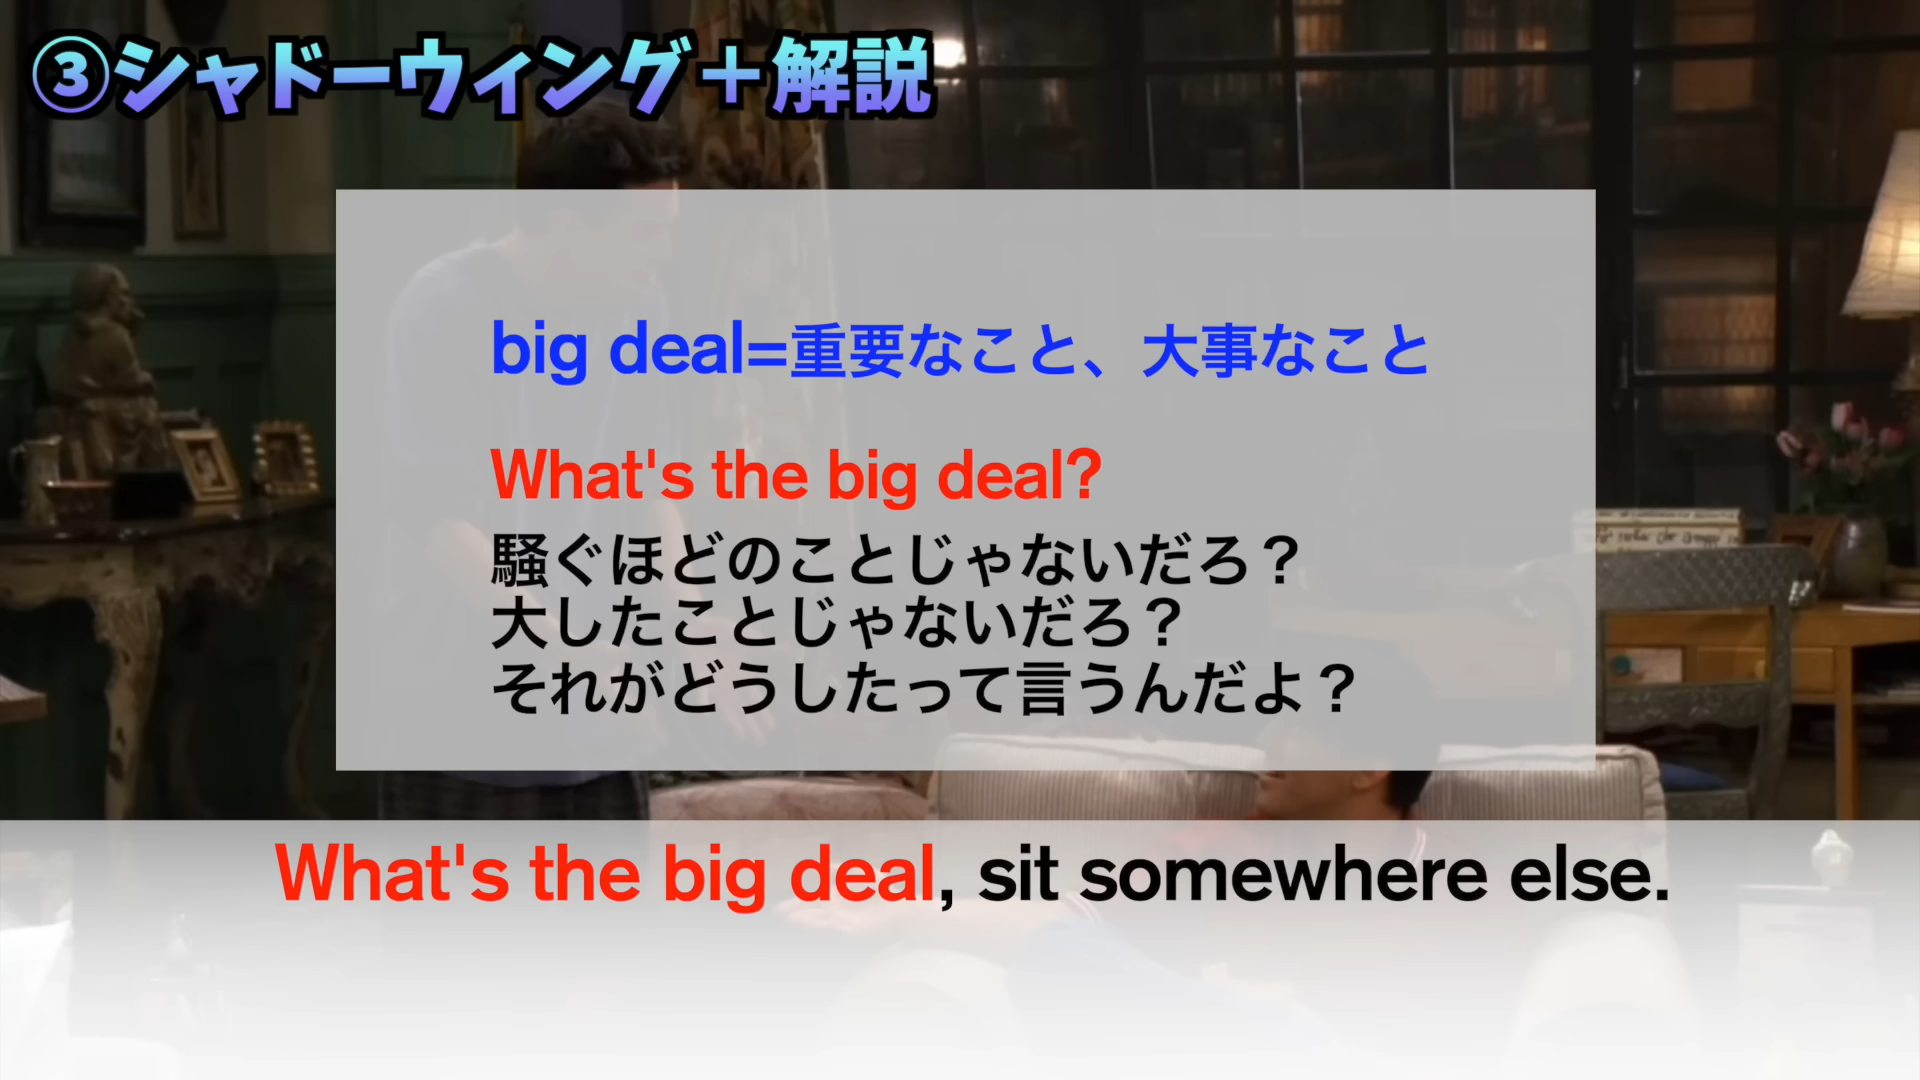 ③シャドーウィング＋解説
big deal=重要なこと、大事なこと
What's the big deal?
騒ぐほどのことじゃないだろ？
大したことじゃないだろ？
それがどうしたって言うんだよ？
What's the big deal, sit somewhere else.